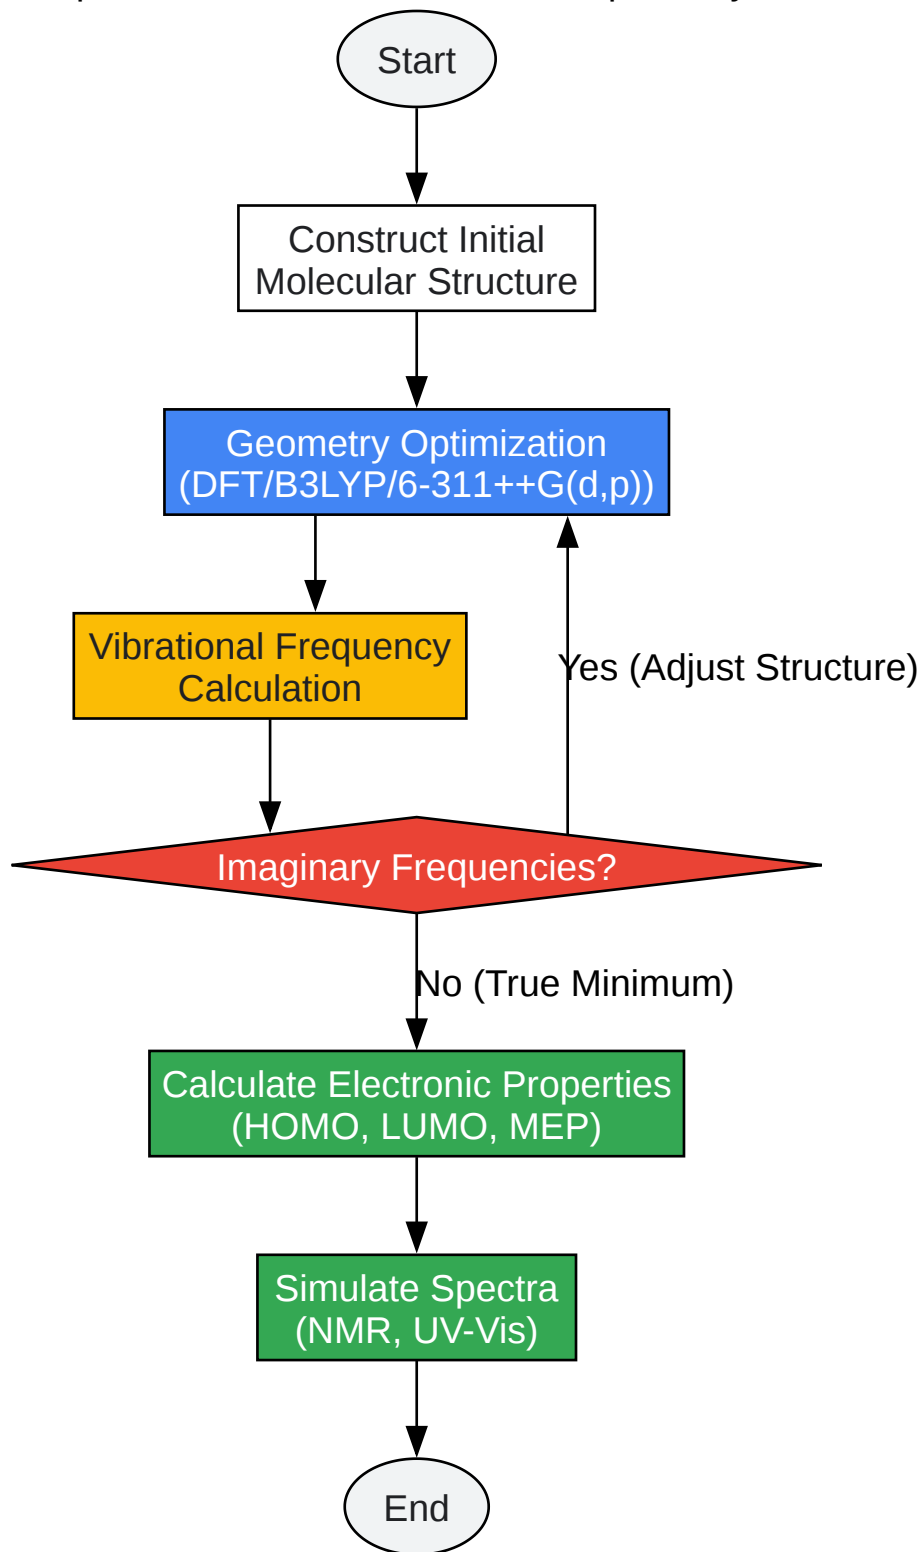 Start
Construct Initial
Molecular Structure
Geometry Optimization
(DFT/B3LYP/6-311++G(d,p))
Vibrational Frequency
Calculation
Yes (Adjust Structure)
Imaginary Frequencies?
No (True Minimum)
Calculate Electronic Properties
(HOMO, LUMO, MEP)
Simulate Spectra
(NMR, UV-Vis)
End